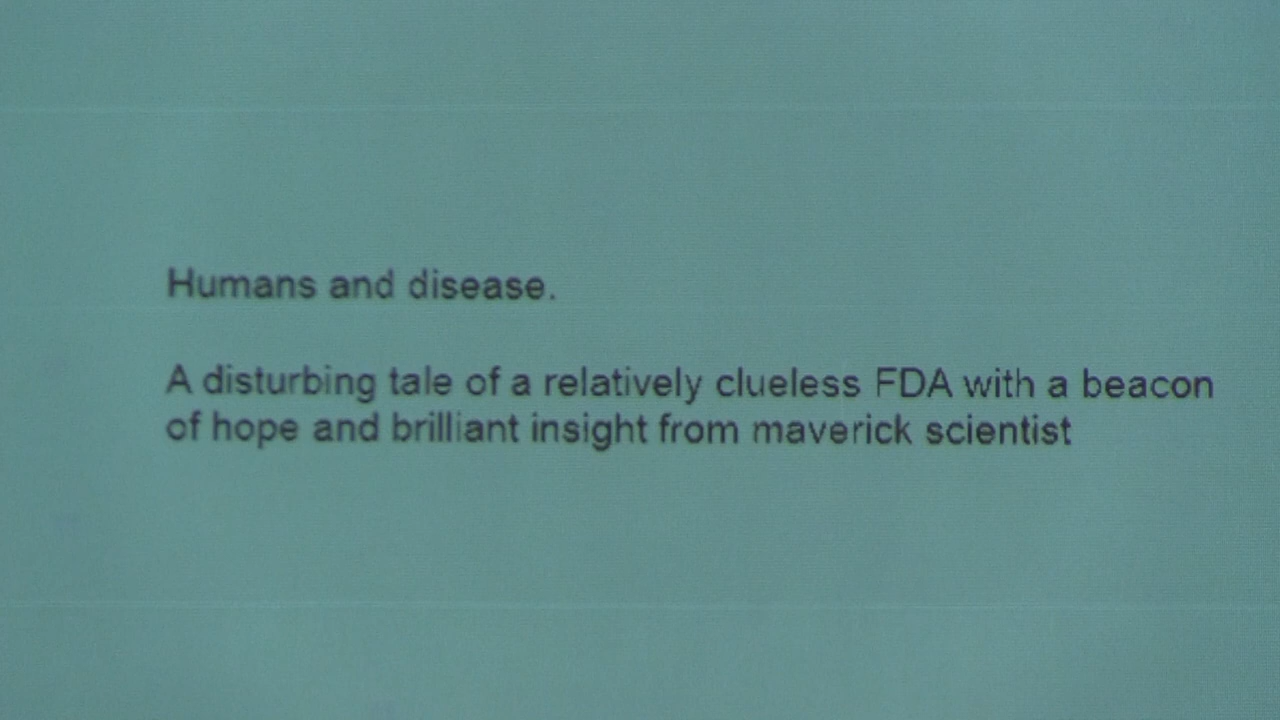 Humans and disease.
A disturbing tale of a relatively clueless FDA with a beacon
of hope and brilliant insight from maverick scientist